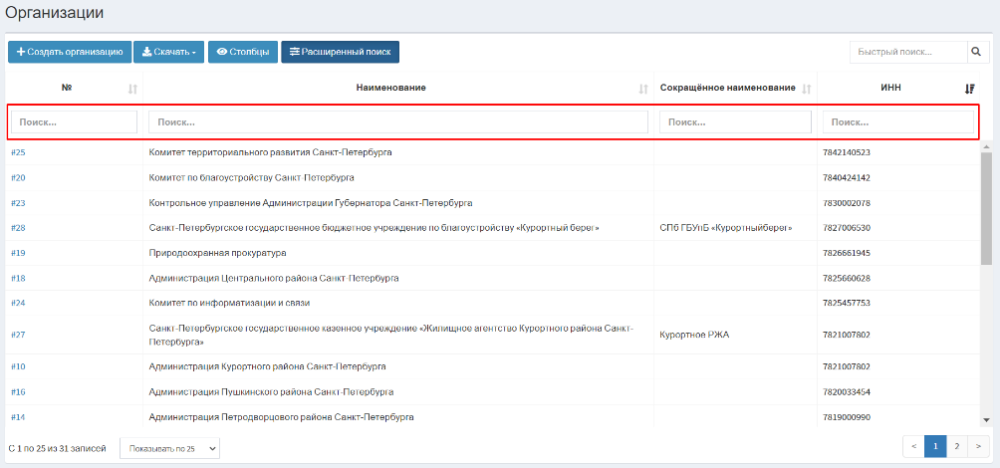 Организации
Создать организацию Скачать Столбцы Расширенный поиск Быстрый поиск...
№ Наименование Сокращённое наименование ИНН
Поиск... Поиск... Поиск... Поиск...
#25 Комитет территориального развития Санкт-Петербурга 7842140523
#20 Комитет по благоустройству Санкт-Петербурга 7840424142
#23 Контрольное управление Администрации Губернатора Санкт-Петербурга 7830002078
#28 Санкт-Петербургское государственное бюджетное учреждение по благоустройству «Курортный берег» СПб ГБУпБ «Курортныйберег» 7827006530
#19 Природоохранная прокуратура 7826661945
#18 Администрация Центрального района Санкт-Петербурга 7825660628
#24 Комитет по информатизации и связи 7825457753
#27 Санкт-Петербургское государственное казенное учреждение «Жилищное агентство Курортного района Санкт-
Петербурга» Курортное РЖА 7821007802
#10 Администрация Курортного района Санкт-Петербурга 7821007802
#16 Администрация Пушкинского района Санкт-Петербурга 7820033454
#14 Администрация Петродворцового района Санкт-Петербурга 7819000990
С 1 по 25 из 31 записей Показывать по 25 < 1 2 >